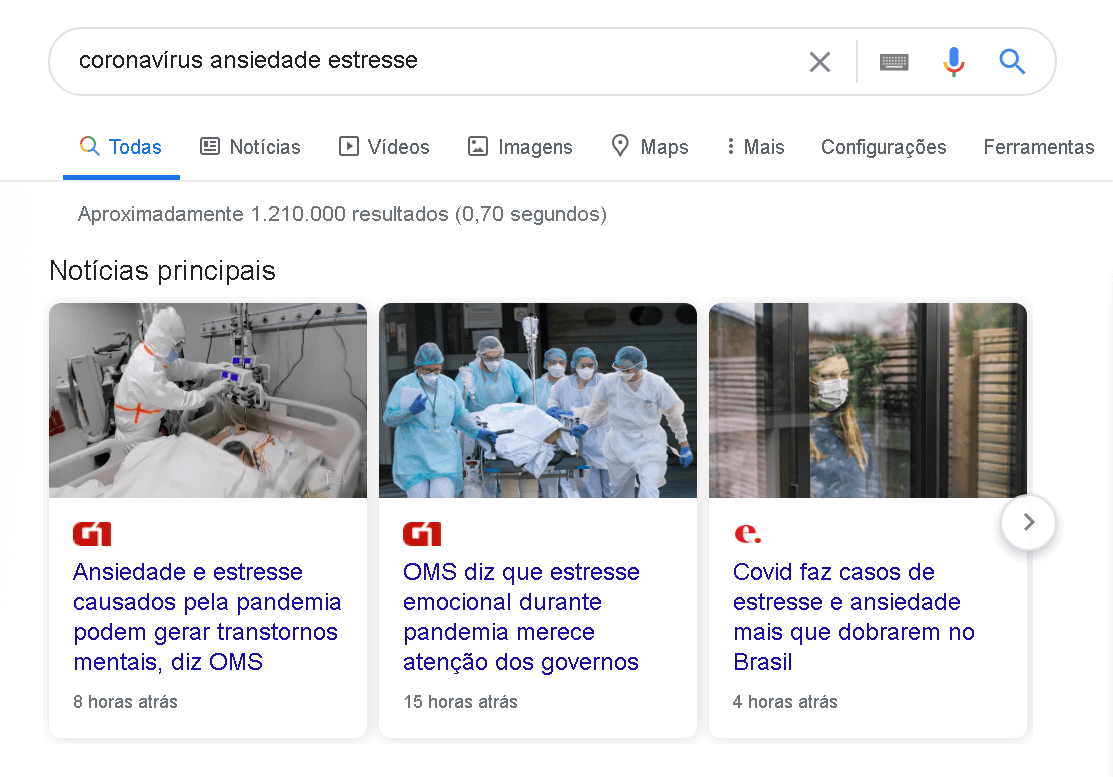 coronavírus ansiedade estresse
Todas Notícias Vídeos Imagens Maps Mais Configurações Ferramentas
Aproximadamente 1.210.000 resultados (0,70 segundos)
Notícias principais
G1
Ansiedade e estresse
causados pela pandemia
podem gerar transtornos
mentais, diz OMS
8 horas atrás
G1
OMS diz que estresse
emocional durante
pandemia merece
atenção dos governos
15 horas atrás
e.
Covid faz casos de
estresse e ansiedade
mais que dobrarem no
Brasil
4 horas atrás